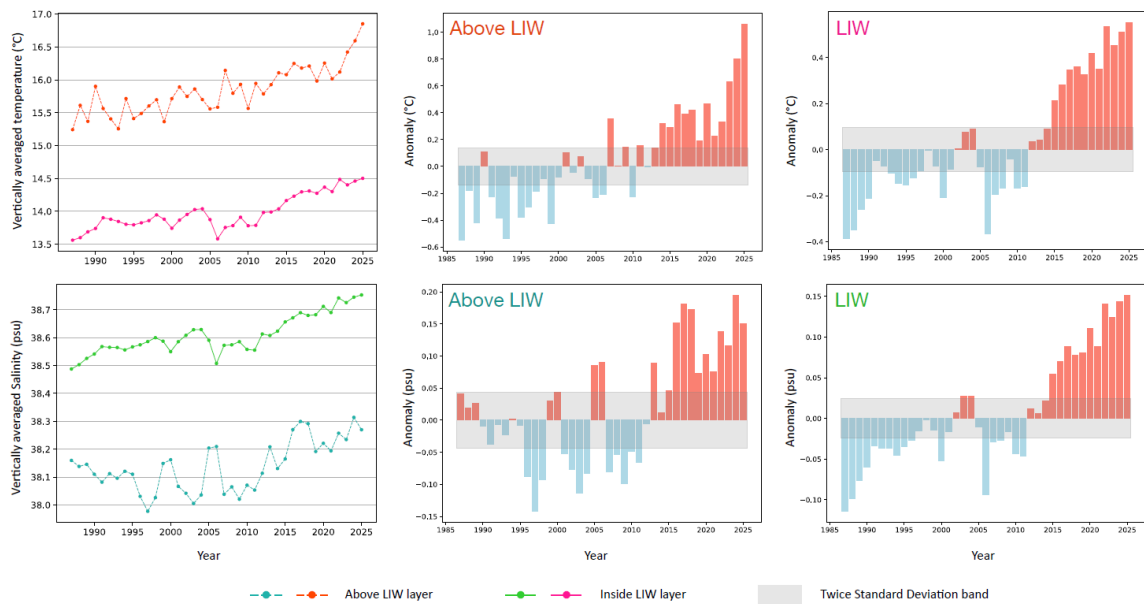 Vertically averaged temperature (°C)
17.0
16.5
16.0
15.5
15.0
14.5
14.0
13.5
1990 1995 2000 2005 2010 2015 2020 2025
Above LIW
Anomaly (°C)
1,0
0.8
0.6
0.4
0.2
0.0
−0.2
−0.4
−0.6
1985 1990 1995 2000 2005 2010 2015 2020 2025
LIW
Anomaly (°C)
0,4
0,2
0,0
−0,2
−0,4
1985 1990 1995 2000 2005 2010 2015 2020 2025
Vertically averaged Salinity (psu)
38.7
38.6
38.5
38.4
38.3
38.2
38.1
38.0
1990 1995 2000 2005 2010 2015 2020 2025
Year
Above LIW
Anomaly (psu)
0,20
0,15
0,10
0,05
0,00
−0,05
−0,10
0,15
1985 1990 1995 2000 2005 2010 2015 2020 2025
Year
LIW
Anomaly (psu)
0,15
0,10
0,05
−0,00
−0,05
−0,10
1985 1990 1995 2000 2005 2010 2015 2020 2025
Year
Above LIW layer
Inside LIW layer
Twice Standard Deviation band